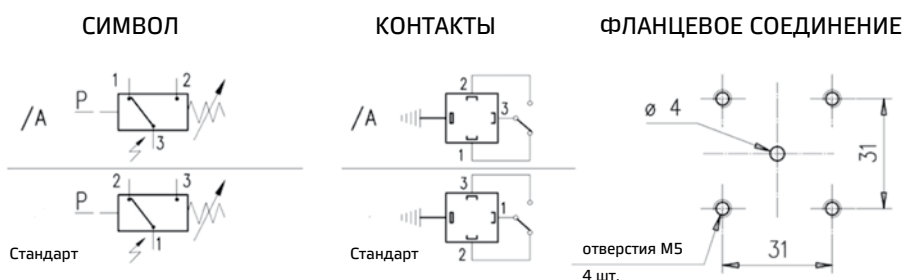 СИМВОЛ
КОНТАКТЫ
ФЛАНЦЕВОЕ СОЕДИНЕНИЕ
/A
P
1
2
3
/A
2
3
1
ø 4
31
31
отверстия М5
4 шт.
Стандарт
P
2
3
1
Стандарт
3
1
2